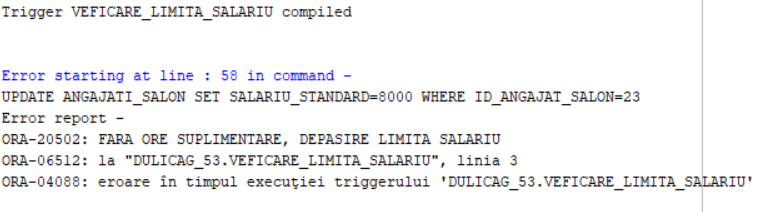 Trigger VEFICARE_LIMITA_SALARIU compiled
Error starting at line : 58 in command -
UPDATE ANGAJATI_SALON SET SALARIU_STANDARD=8000 WHERE ID_ANGAJAT_SALON=23
Error report -
ORA-20502: FARA ORE SUPLIMENTARE, DEPASIRE LIMITA SALARIU
ORA-06512: la "DULICAG_53.VEFICARE_LIMITA_SALARIU", linia 3
ORA-04088: eroare în timpul execuţiei triggerului 'DULICAG_53.VEFICARE_LIMITA_SALARIU'